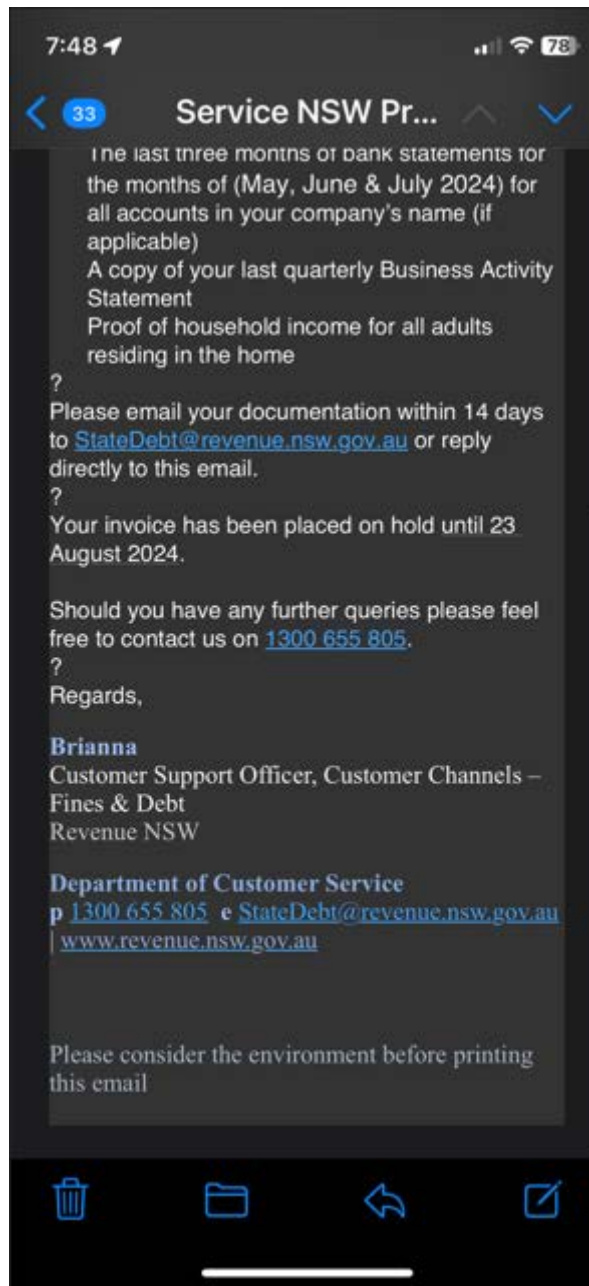 7:48
78
33
Service NSW Pr...
The last three months of bank statements for
the months of (May, June & July 2024) for
all accounts in your company's name (if
applicable)
A copy of your last quarterly Business Activity
Statement
Proof of household income for all adults
residing in the home
?
Please email your documentation within 14 days
to StateDebt@revenue.nsw.gov.au or reply
directly to this email.
?
Your invoice has been placed on hold until 23
August 2024.
Should you have any further queries please feel
free to contact us on 1300 655 805.
?
Regards,
Brianna
Customer Support Officer, Customer Channels –
Fines & Debt
Revenue NSW
Department of Customer Service
p 1300 655 805 e StateDebt@revenue.nsw.gov.au
| www.revenue.nsw.gov.au
Please consider the environment before printing
this email